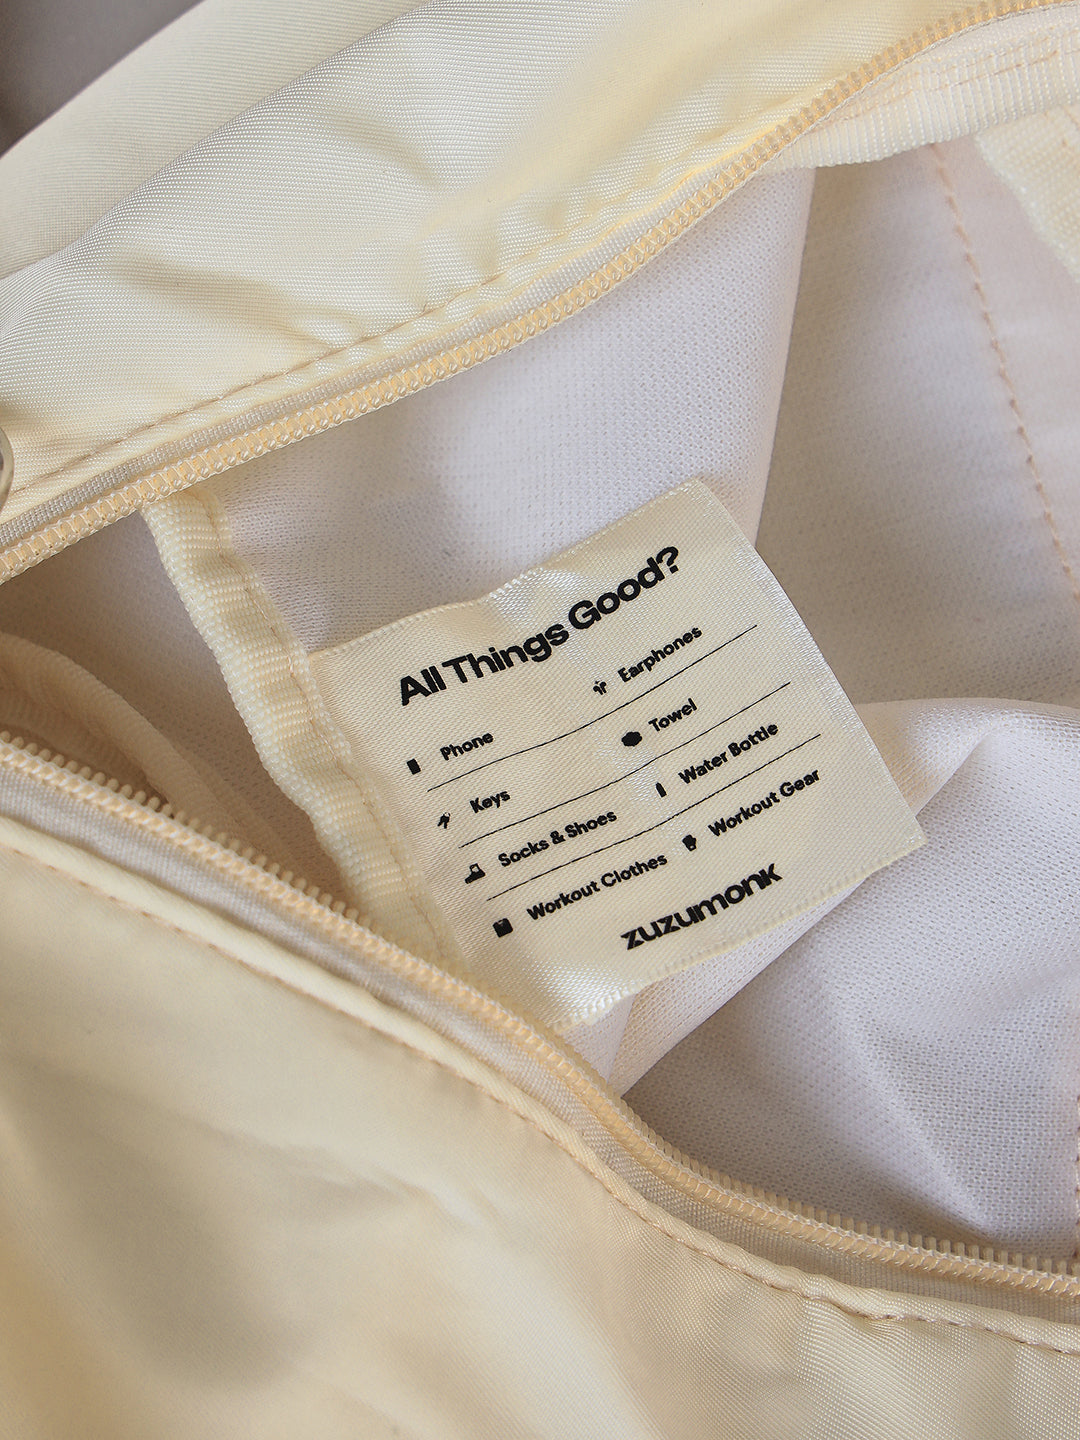 All Things Good?
Phone
Earphones
Keys
Towel
Socks & Shoes
Water Bottle
Workout Clothes
Workout Gear
zuzumonk